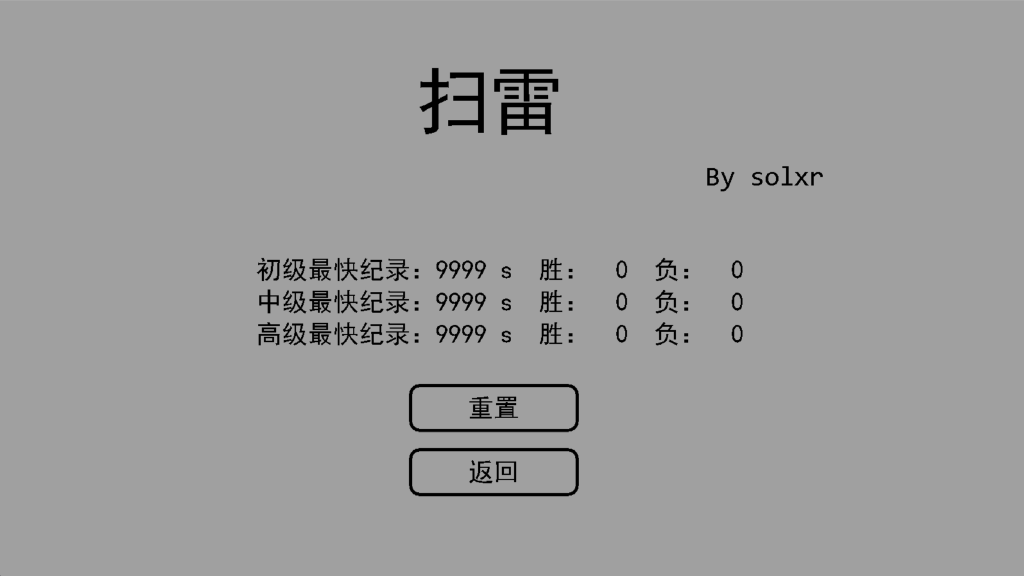 扫雷
By solxr
初级最快纪录：9999 s 胜： 0 负： 0
中级最快纪录：9999 s 胜： 0 负： 0
高级最快纪录：9999 s 胜： 0 负： 0
重置
返回